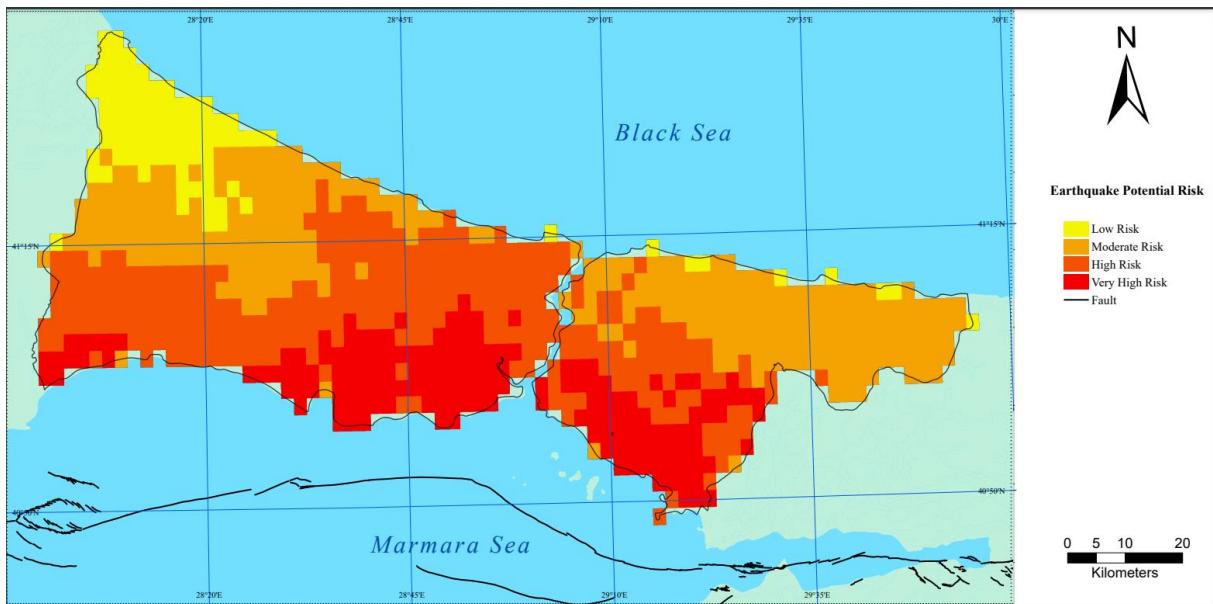 28°20'E 28°45'E 29°10'E 29°35'E 30°E
N
Black Sea
Earthquake Potential Risk
41°15'N
41°15'N
Low Risk
Moderate Risk
High Risk
Very High Risk
Fault
40°50'N
40°50'N
Marmara Sea
0 5 10 20
Kilometers
28°20'E 28°45'E 29°10'E 29°35'E